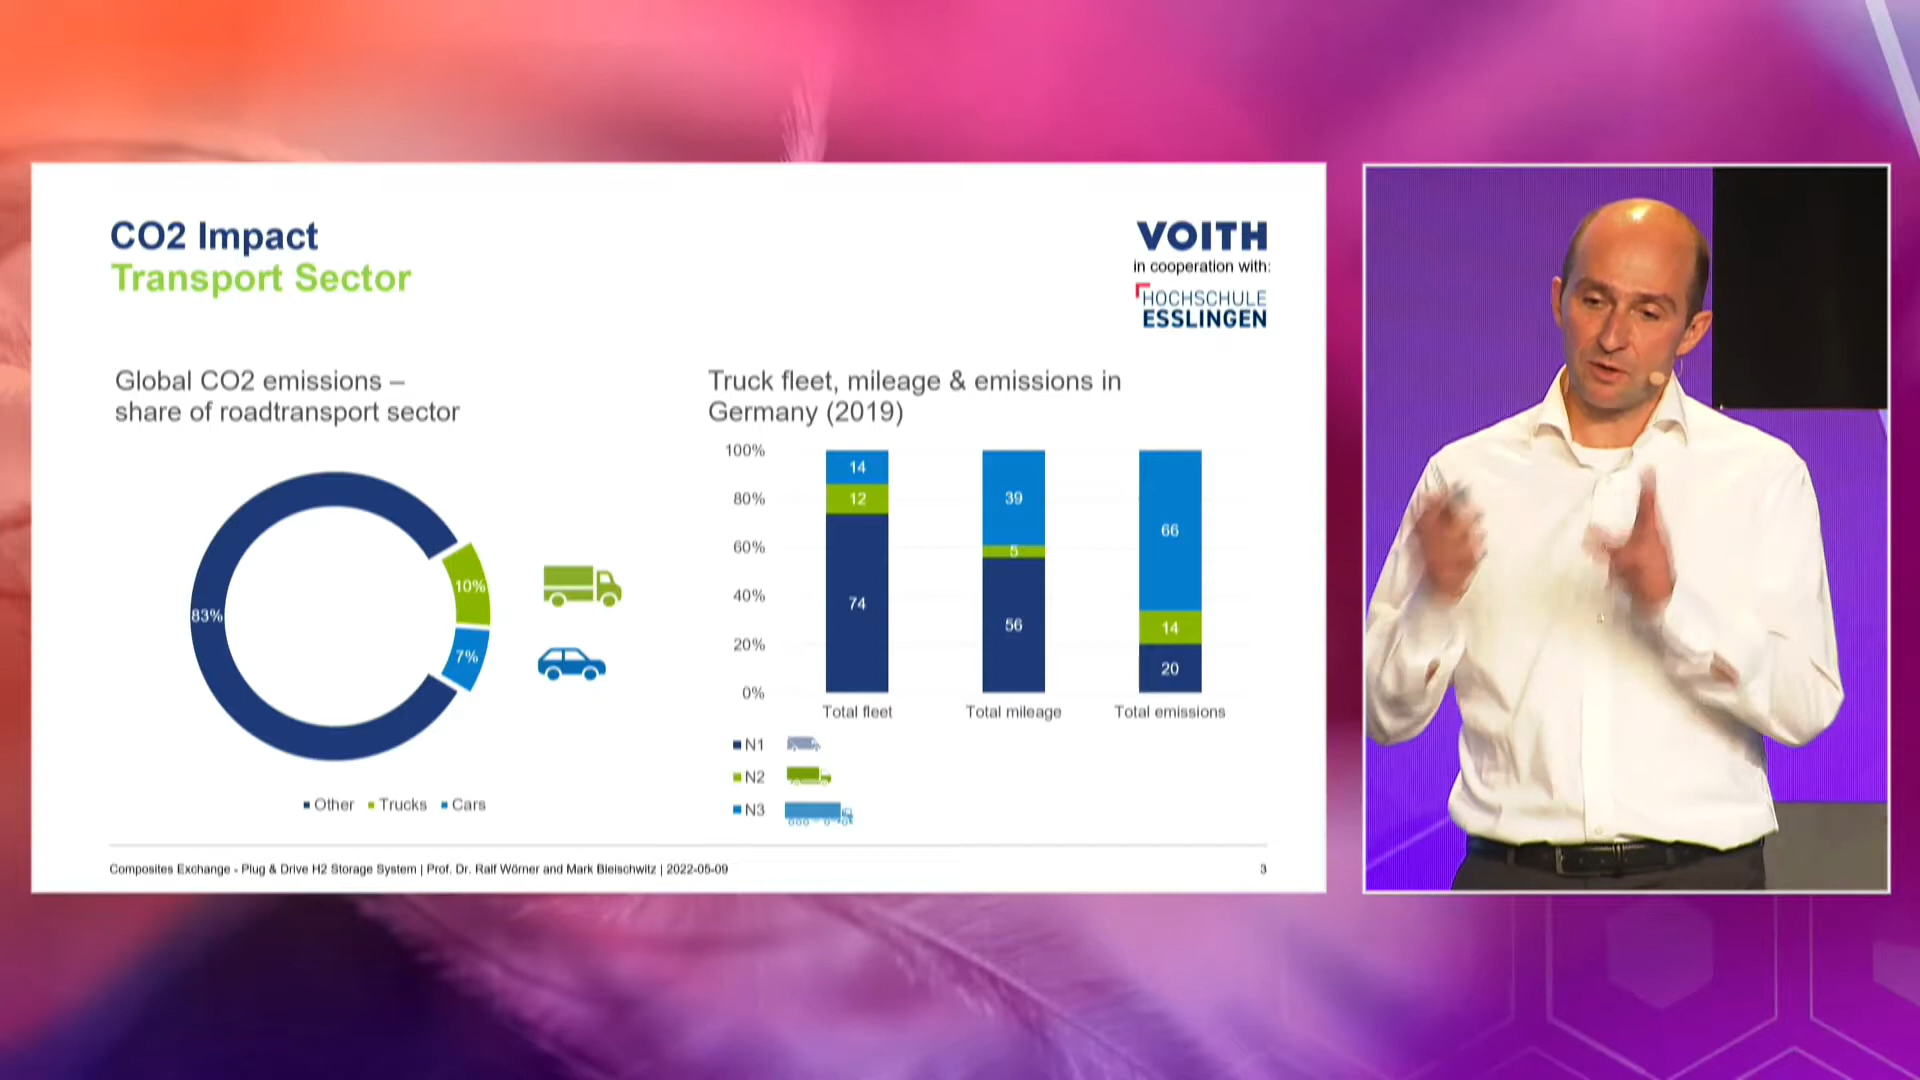 CO2 Impact
Transport Sector
VOITH
in cooperation with:
HOCHSCHULE
ESSLINGEN
Global CO2 emissions –
share of roadtransport sector
83%
10%
7%
Other Trucks Cars
Truck fleet, mileage & emissions in
Germany (2019)
100%
80%
60%
40%
20%
0%
14
12
74
39
5
56
66
14
20
Total fleet Total mileage Total emissions
N1
N2
N3
Composites Exchange - Plug & Drive H2 Storage System | Prof. Dr. Ralf Wörner and Mark Bleischwitz | 2022-05-09
3